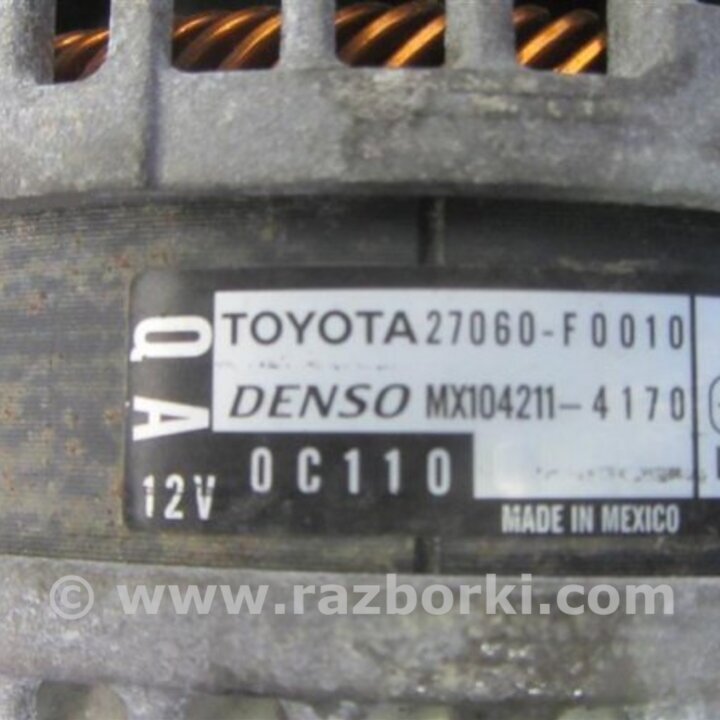 TOYOTA 27060-F0010
DENSO MX104211-4170
QA
12V
0C110
MADE IN MEXICO
© www.razborki.com